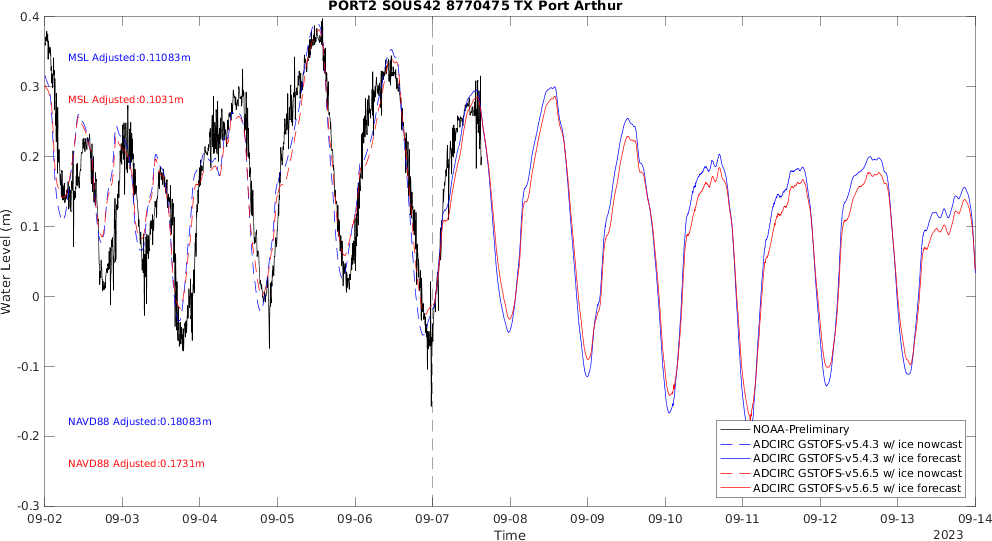 PORT2 SOUS42 8770475 TX Port Arthur
0.4
0.3
0.2
0.1
0
-0.1
-0.2
-0.3
Water Level (m)
MSL Adjusted:0.11083m
MSL Adjusted:0.1031m
NAVD88 Adjusted:0.18083m
NAVD88 Adjusted:0.1731m
NOAA-Preliminary
ADCIRC GSTOFS-v5.4.3 w/ ice nowcast
ADCIRC GSTOFS-v5.4.3 w/ ice forecast
ADCIRC GSTOFS-v5.6.5 w/ ice nowcast
ADCIRC GSTOFS-v5.6.5 w/ ice forecast
09-02 09-03 09-04 09-05 09-06 09-07 09-08 09-09 09-10 09-11 09-12 09-13 09-14
Time
2023